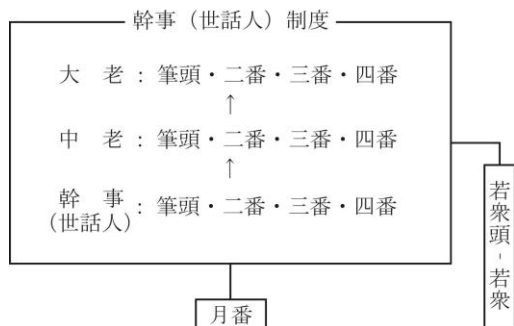 幹事（世話人）制度
大老：筆頭・二番・三番・四番
↑
中老：筆頭・二番・三番・四番
↑
幹事：筆頭・二番・三番・四番
（世話人）
若衆頭-若衆
月番